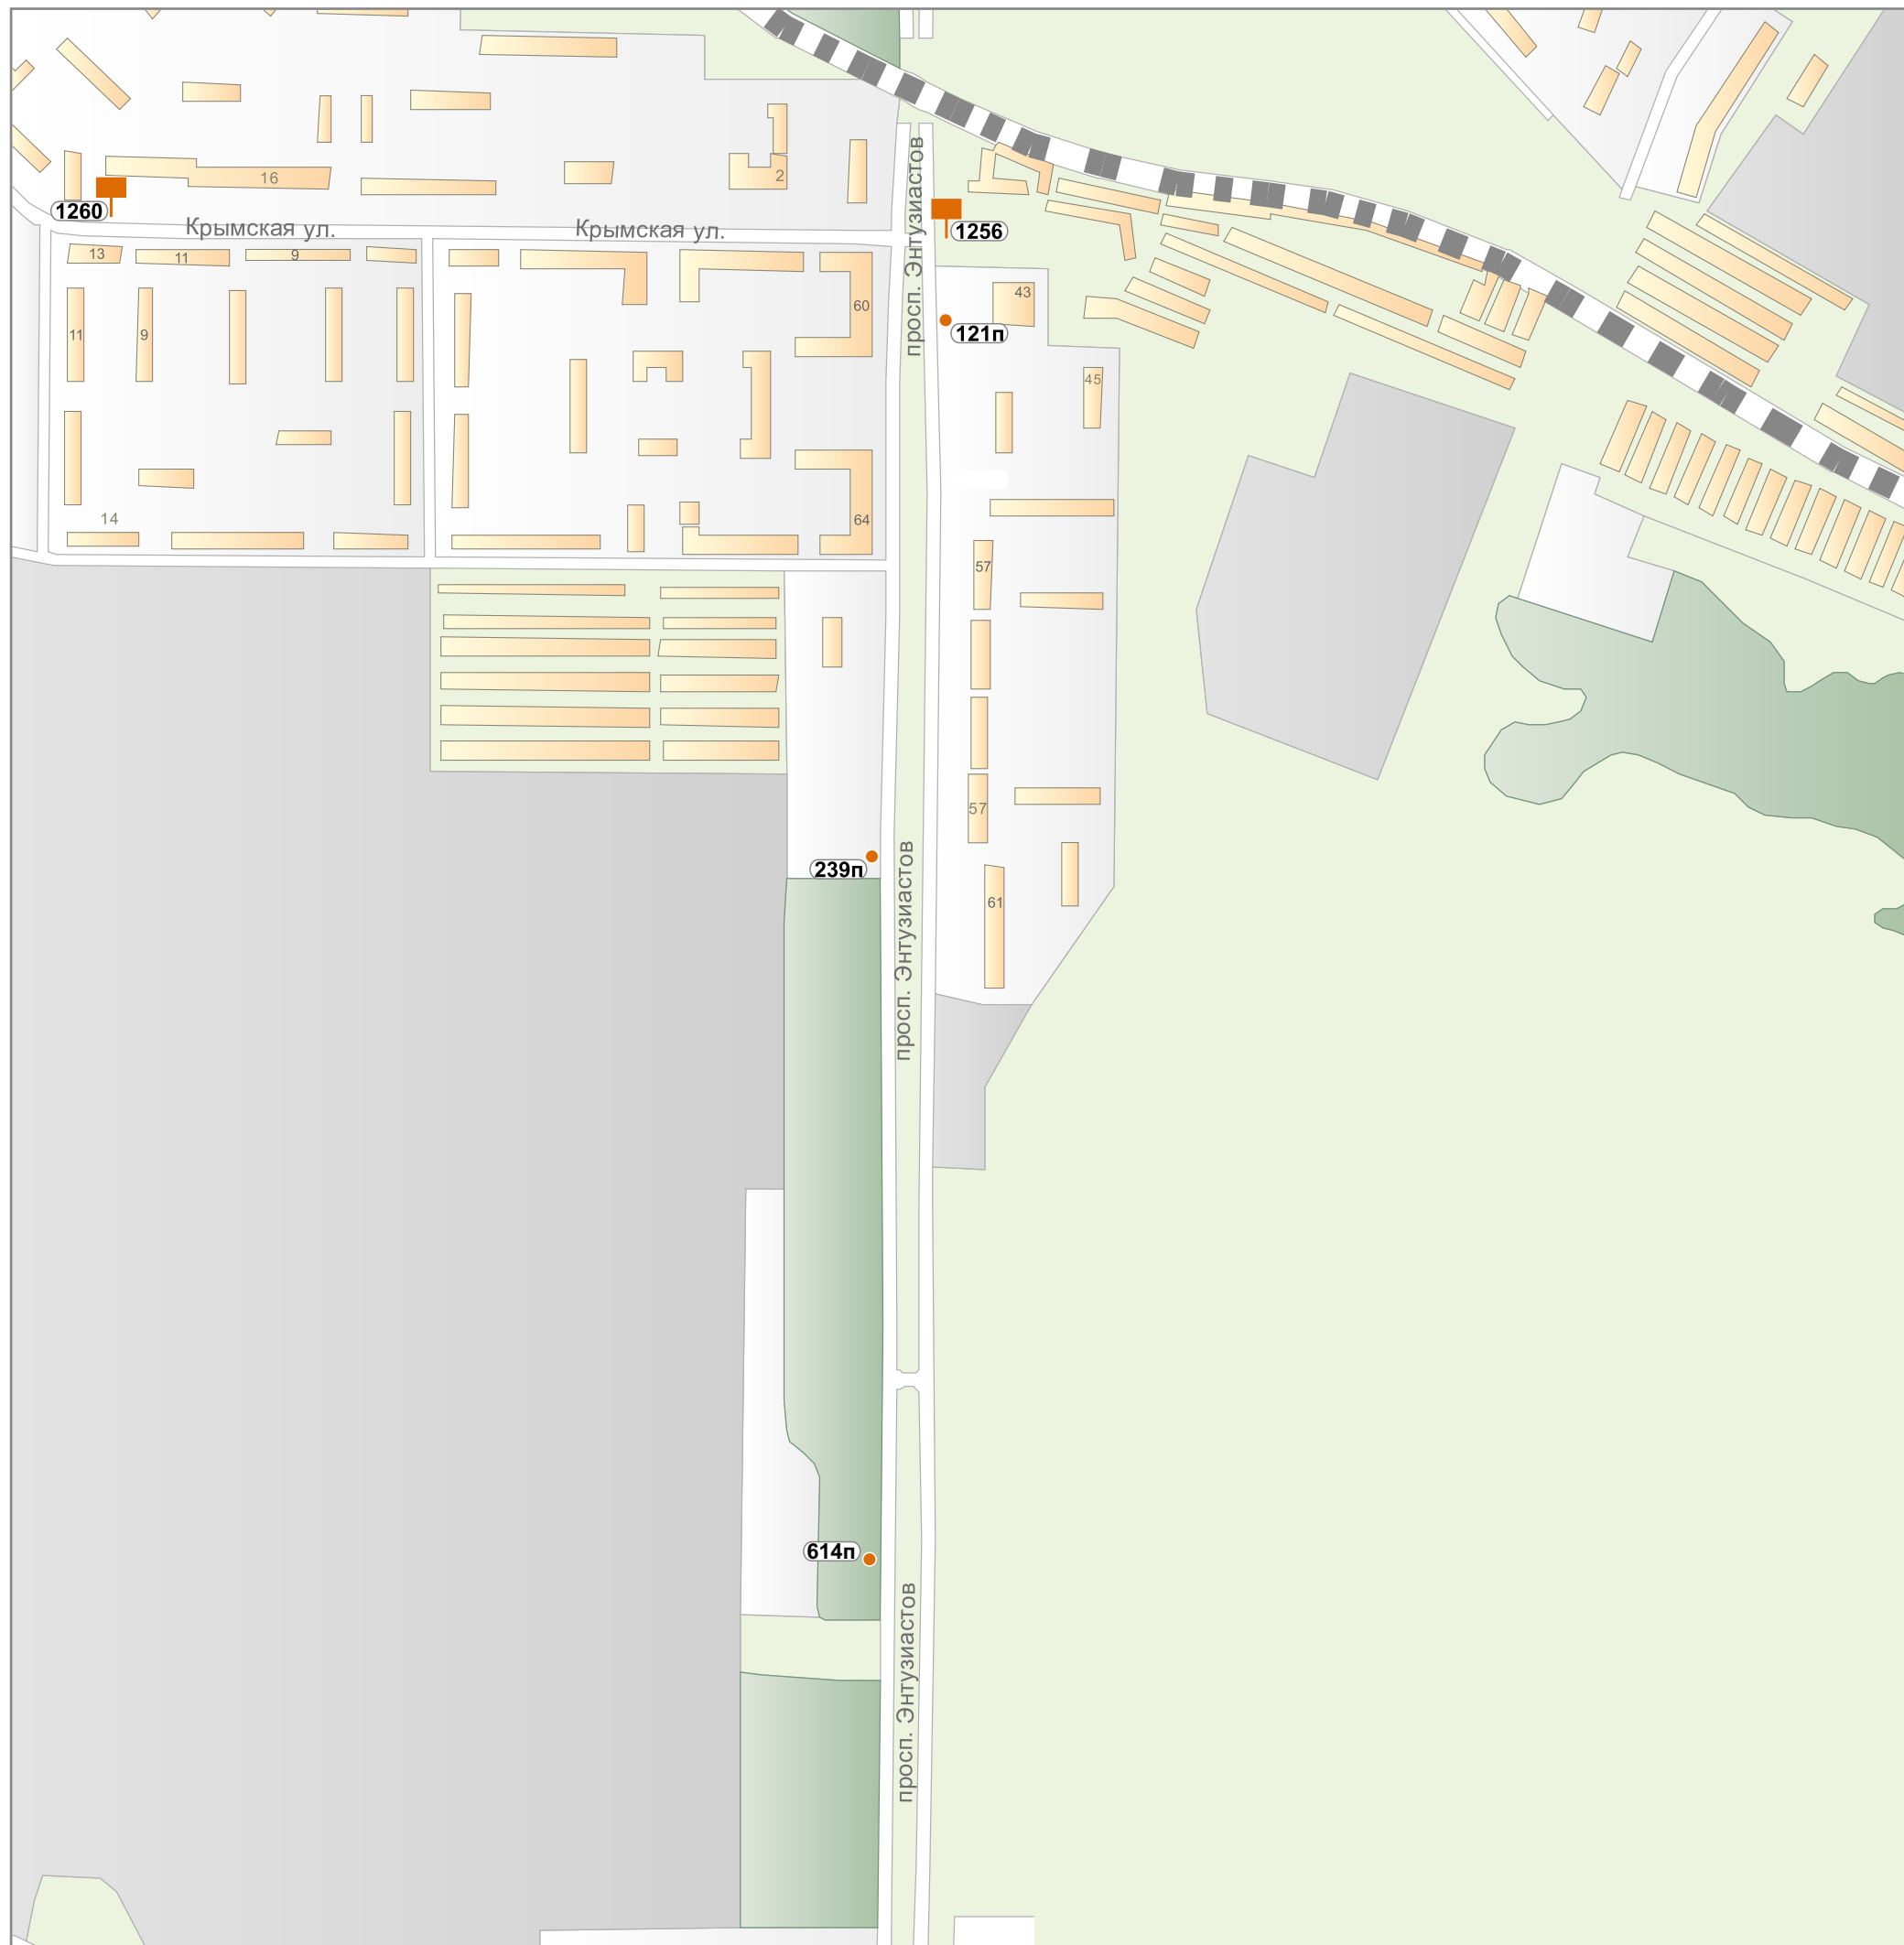 16
2
1260
Крымская ул.
Крымская ул.
просп. Энтузиастов
1256
13
11
9
43
60
121п
11
9
45
14
64
57
57
239п
просп. Энтузиастов
61
614п
просп. Энтузиастов